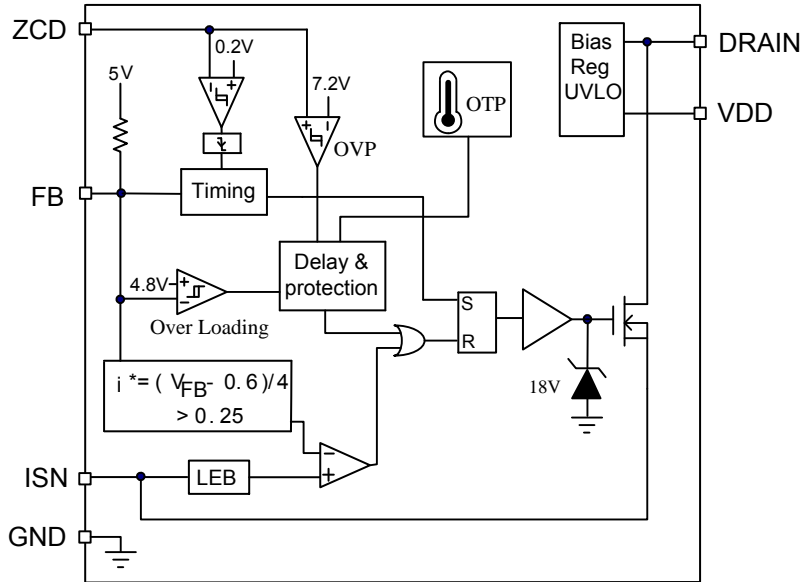 ZCD
0.2V
5V
7.2V
OVP
OTP
Bias
Reg
UVLO
DRAIN
VDD
FB
Timing
4.8V
Over Loading
Delay &
protection
S
R
18V
i *= ( VFB - 0.6 )/4
> 0.25
ISN
LEB
GND